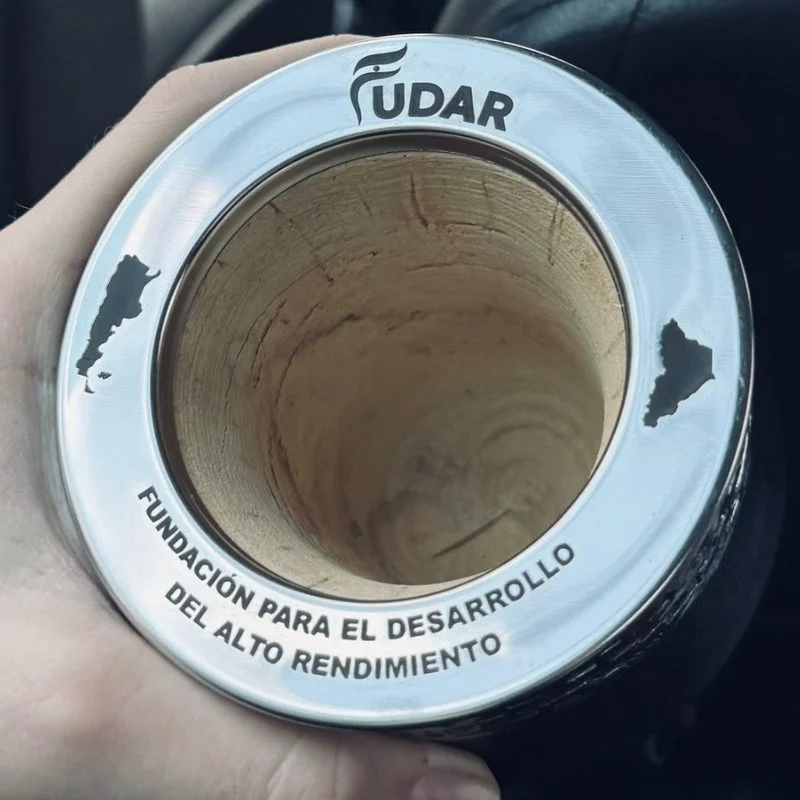 FUDAR
FUNDACIÓN PARA EL DESARROLLO
DEL ALTO RENDIMIENTO